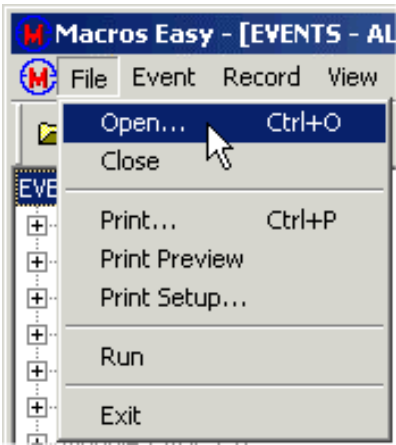 M Macros Easy - [EVENTS - AL
M File Event Record View
Open... Ctrl+O
Close
EVE
Print... Ctrl+P
Print Preview
Print Setup...
Run
Exit